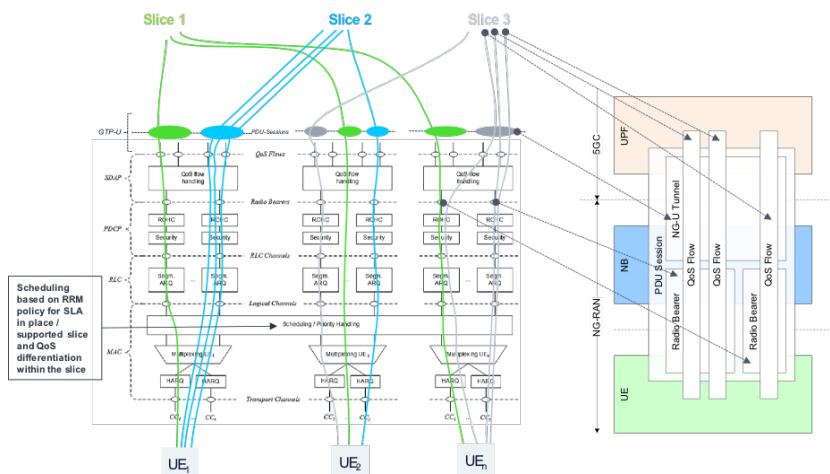 Slice 1
Slice 2
Slice 3
GTP-U
PDU-Sessions
QoS Flows
SDAP
QoS flow
handling
QoS flow
handling
QoS flow
handling
Radio Bearers
PDCP
ROHC
ROHC
ROHC
ROHC
ROHC
ROHC
Security
Security
Security
Security
Security
Security
RLC Channels
RLC
Segm.
ARQ
...
Segm.
ARQ
Segm.
ARQ
...
Segm.
ARQ
Segm.
ARQ
...
Segm.
ARQ
Logical Channels
Scheduling
based on RRM
policy for SLA
in place /
supported slice
and QoS
differentiation
within the slice
Scheduling / Priority Handling
MAC
Multiplexing UE1
Multiplexing UE2
Multiplexing UEn
HARQ
HARQ
HARQ
HARQ
HARQ
HARQ
Transport Channels
UE1
UE2
UEn
5GC
NG-RAN
UPF
NB
UE
PDU Session
NG-U Tunnel
Radio Bearer
QoS Flow
QoS Flow
Radio Bearer
QoS Flow